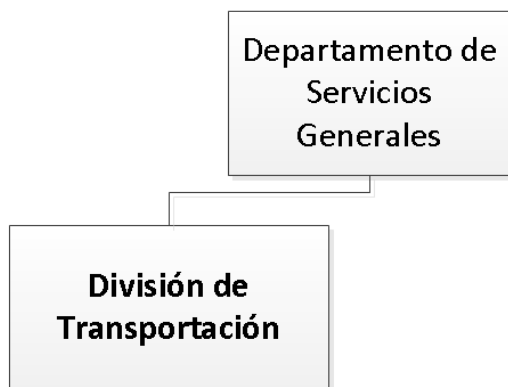 Departamento de
Servicios
Generales
División de
Transportación